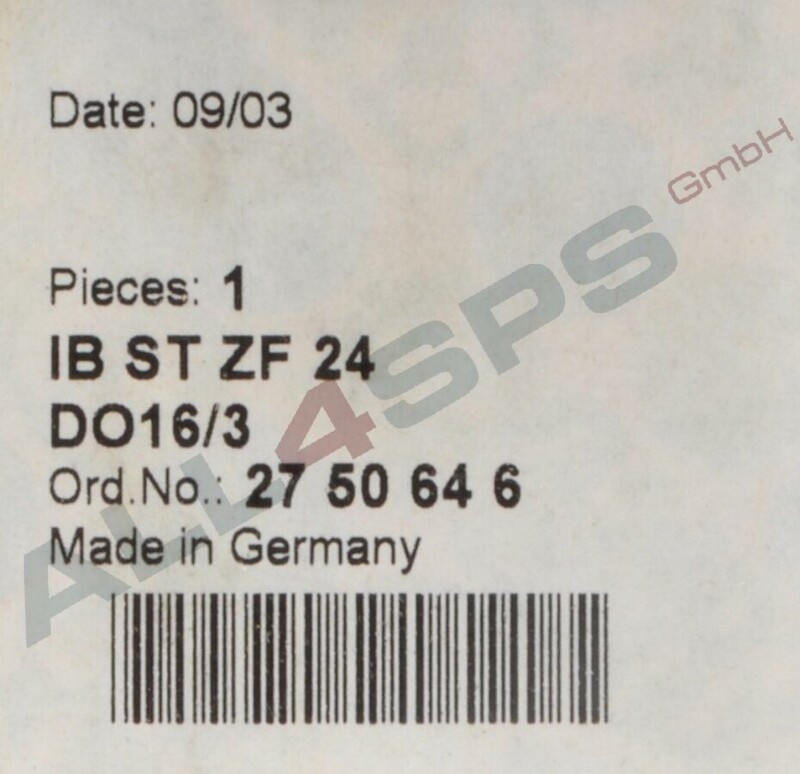 Date: 09/03
Pieces: 1
IB ST ZF 24
DO16/3
Ord.No.: 27 50 64 6
Made in Germany
ALL4SPS GmbH